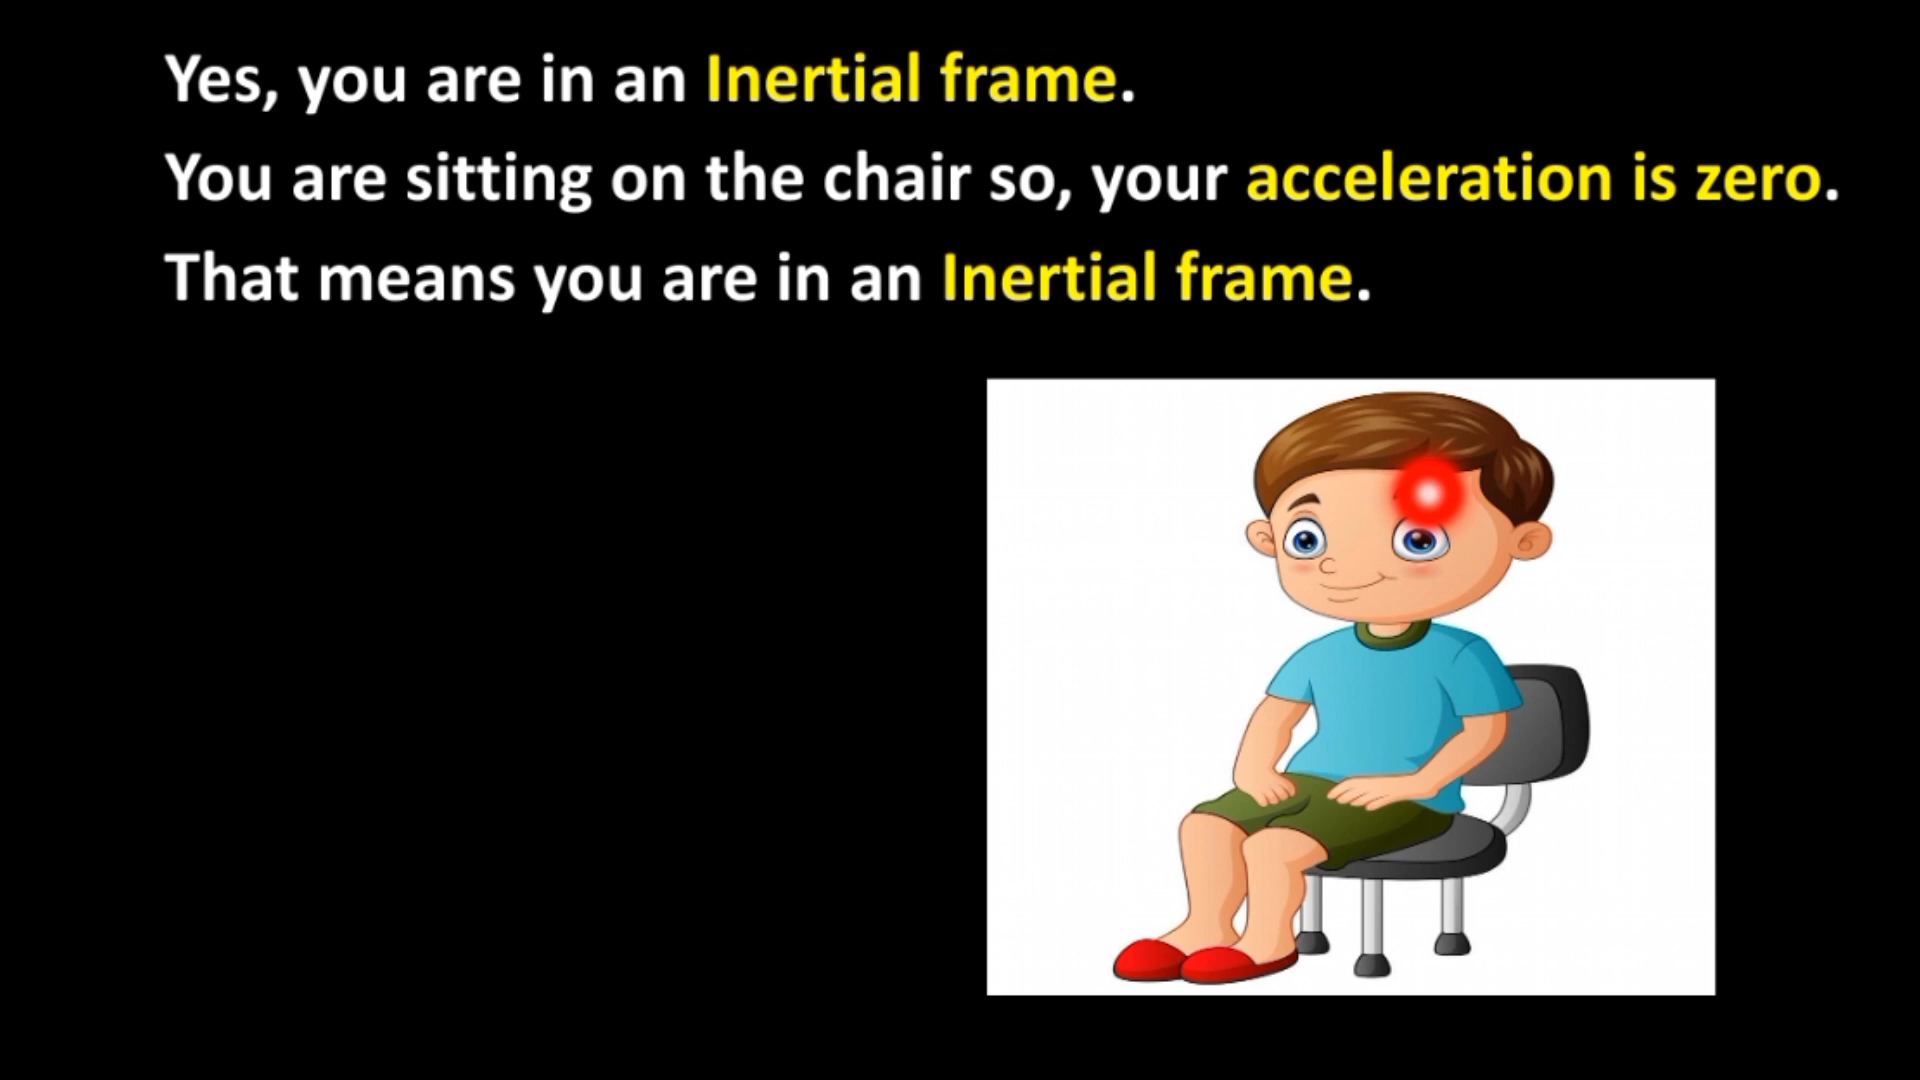 Yes, you are in an Inertial frame.
You are sitting on the chair so, your acceleration is zero.
That means you are in an Inertial frame.